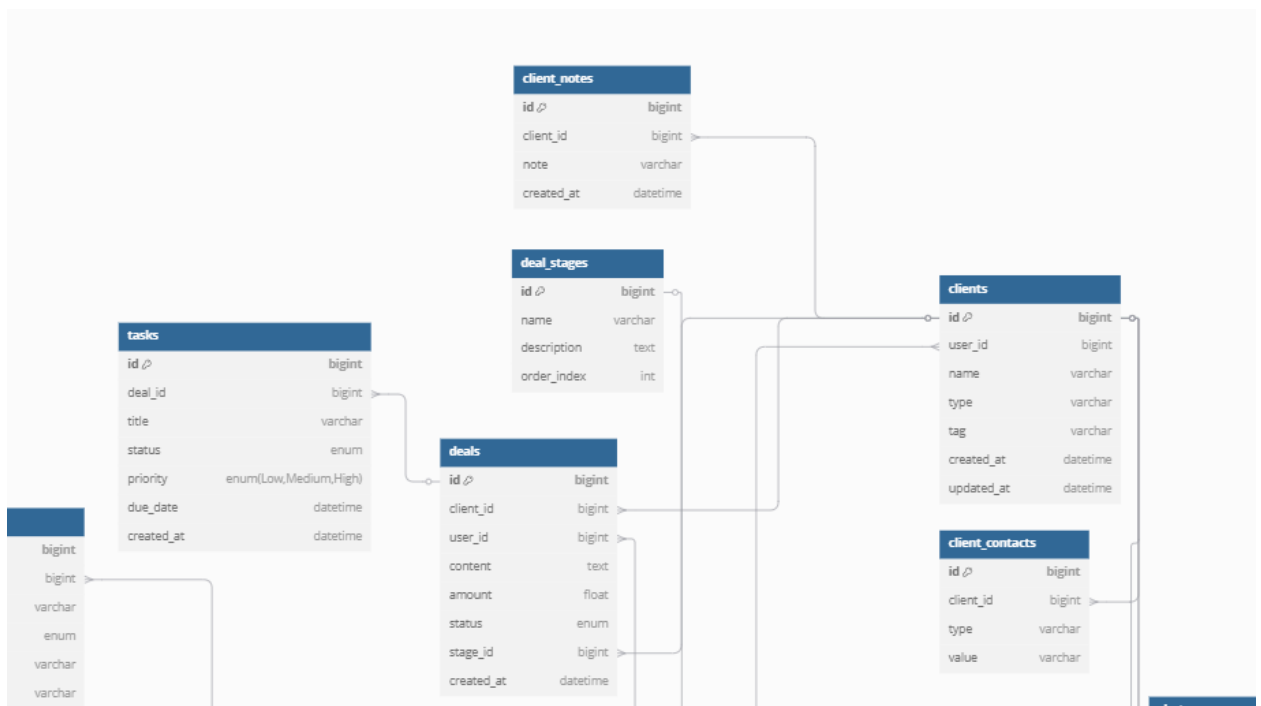 client_notes
id bigint
client_id bigint
note varchar
created_at datetime
deal_stages
id bigint
name varchar
description text
order_index int
clients
id bigint
user_id bigint
name varchar
type varchar
tag varchar
created_at datetime
updated_at datetime
tasks
id bigint
deal_id bigint
title varchar
status enum
priority enum(Low,Medium,High)
due_date datetime
created_at datetime
deals
id bigint
client_id bigint
user_id bigint
content text
amount float
status enum
stage_id bigint
created_at datetime
client_contacts
id bigint
client_id bigint
type varchar
value varchar
bigint
bigint
varchar
enum
varchar
varchar